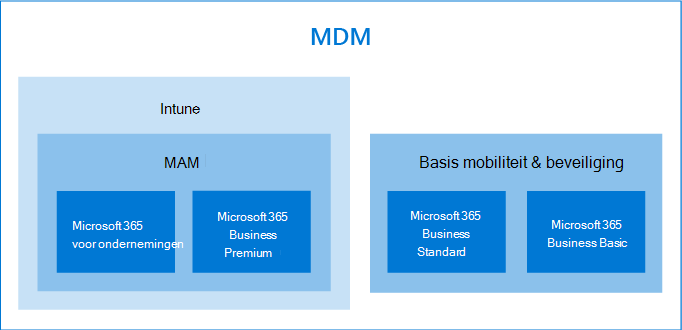 MDM
Intune
MAM
Microsoft 365
voor ondernemingen
Microsoft 365
Business
Premium
Basis mobiliteit & beveiliging
Microsoft 365
Business
Standard
Microsoft 365
Business Basic